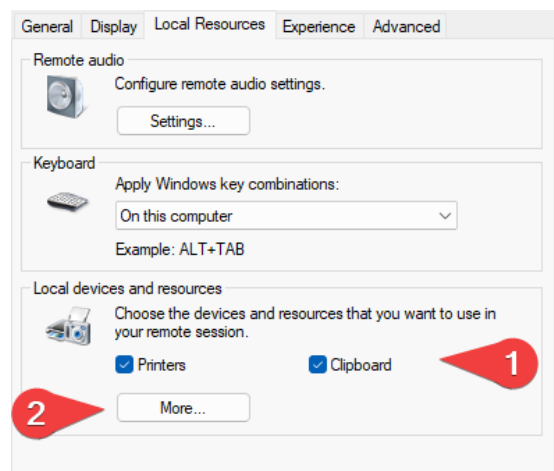 General Display Local Resources Experience Advanced
Remote audio
Configure remote audio settings.
Settings...
Keyboard
Apply Windows key combinations:
On this computer
Example: ALT+TAB
Local devices and resources
Choose the devices and resources that you want to use in
your remote session.
Printers Clipboard 1
2 More...